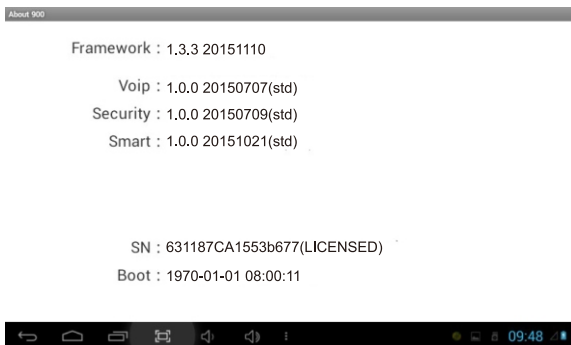 About 900
Framework : 1.3.3 20151110
Voip : 1.0.0 20150707(std)
Security : 1.0.0 20150709(std)
Smart : 1.0.0 20151021(std)
SN : 631187CA1553b677(LICENSED)
Boot : 1970-01-01 08:00:11
09:48